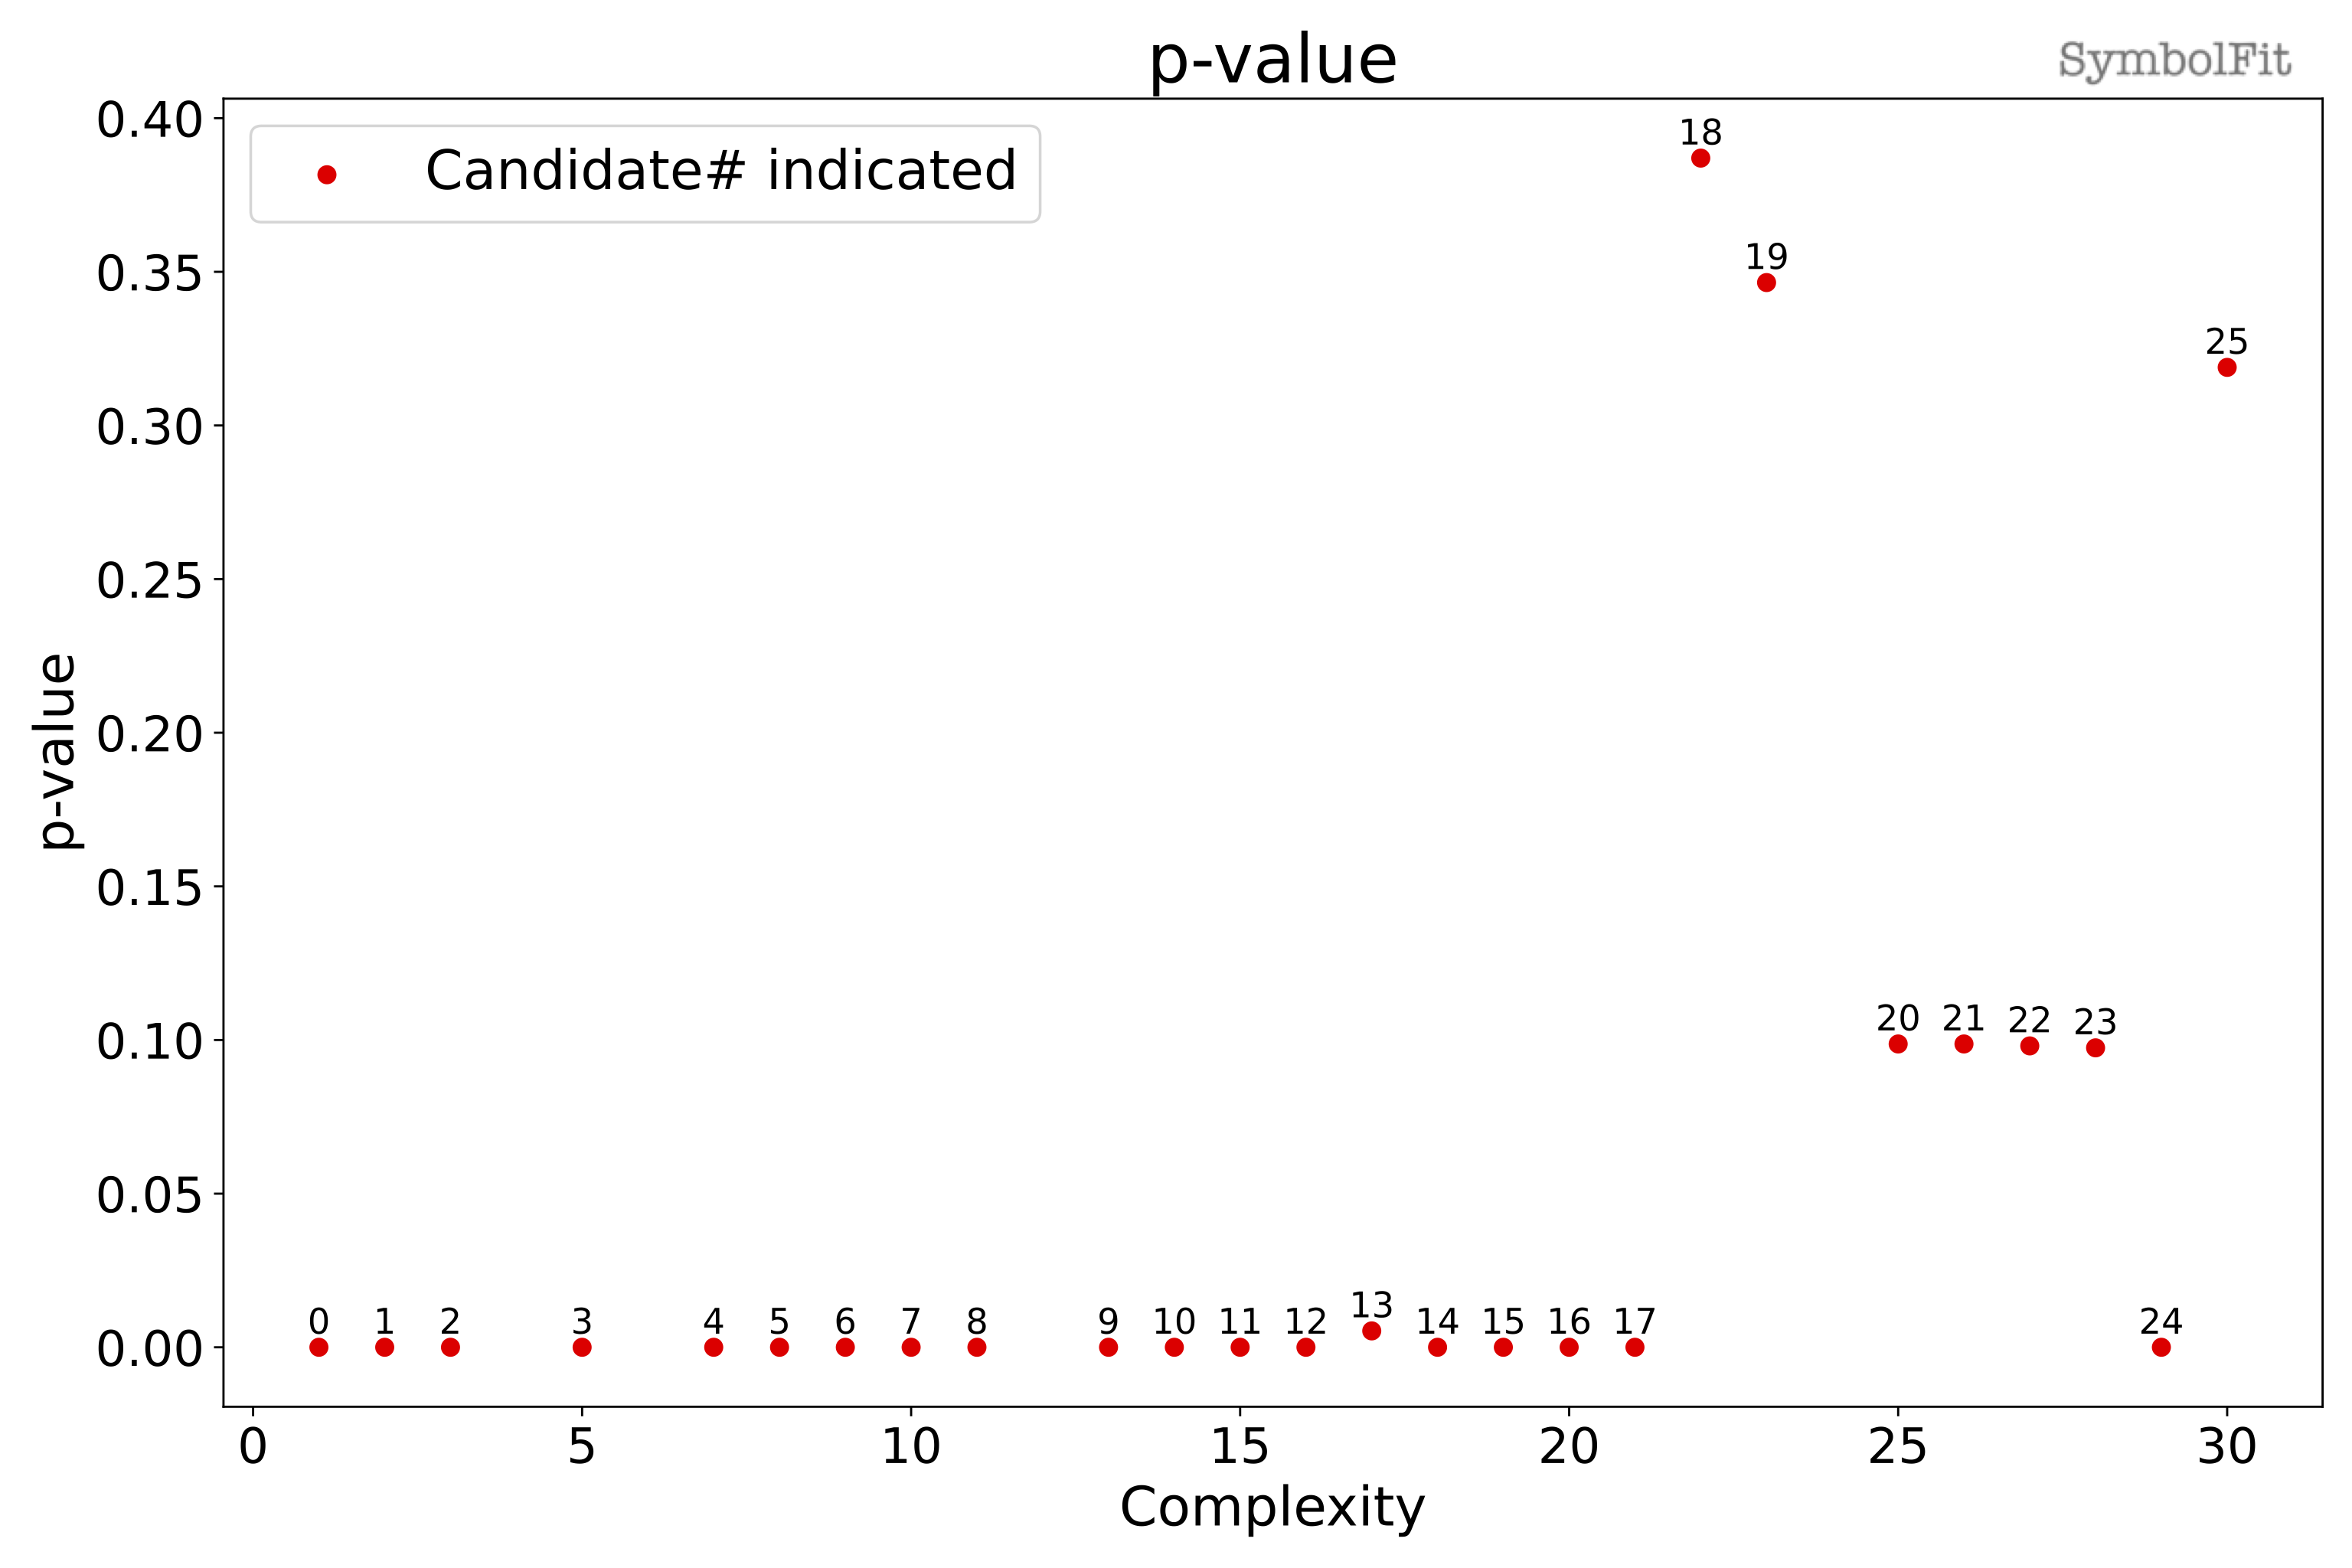 p-value
SymbolFit
Candidate# indicated
0.40
0.35
0.30
0.25
0.20
0.15
0.10
0.05
0.00
p-value
18
19
25
20 21 22 23
13
0 1 2 3 4 5 6 7 8 9 10 11 12 14 15 16 17 24
0 5 10 15 20 25 30
Complexity